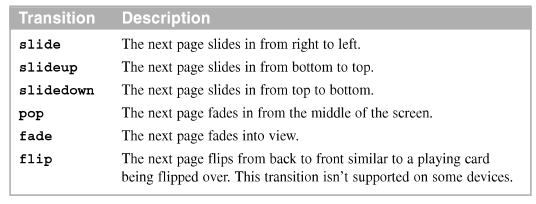 Transition Description
slide The next page slides in from right to left.
slideup The next page slides in from bottom to top.
slidedown The next page slides in from top to bottom.
pop The next page fades in from the middle of the screen.
fade The next page fades into view.
flip The next page flips from back to front similar to a playing card
being flipped over. This transition isn't supported on some devices.